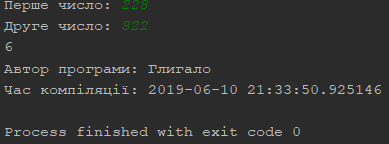 Перше число: 228
Друге число: 822
6
Автор програми: Глигало
Час компіляції: 2019-06-10 21:33:50.925146
Process finished with exit code 0